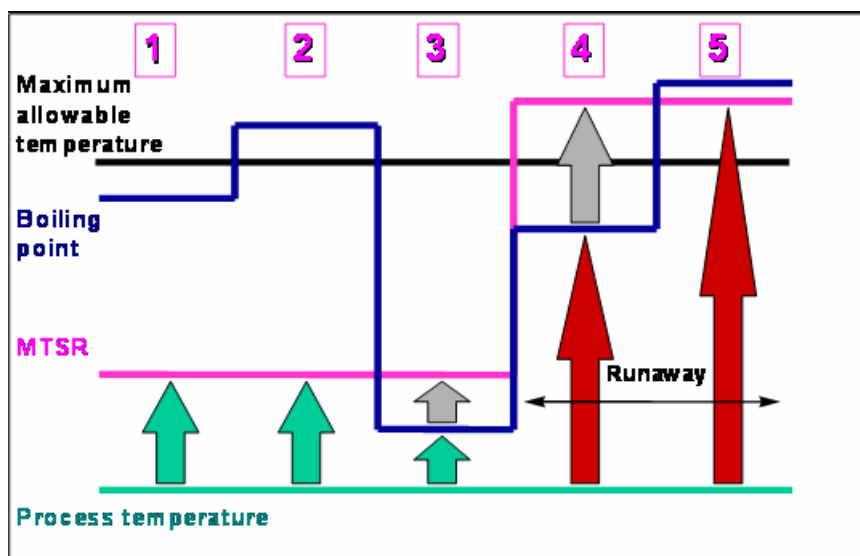 1 2 3 4 5
Maximum
allowable
temperature
Boiling
point
MTSR
Runaway
Process temperature